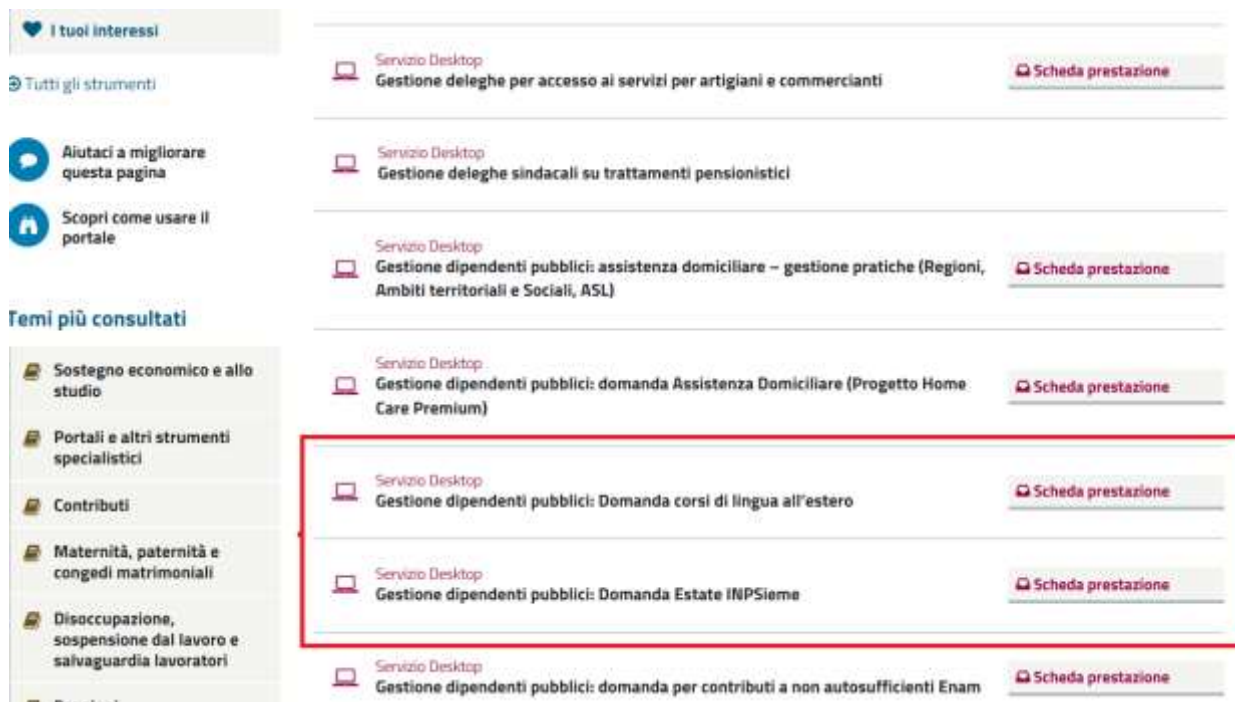 I tuoi interessi
Tutti gli strumenti
Aiutaci a migliorare
questa pagina
Scopri come usare il
portale
Temi più consultati
Sostegno economico e allo
studio
Portali e altri strumenti
specialistici
Contributi
Maternità, paternità e
congedi matrimoniali
Disoccupazione,
sospensione dal lavoro e
salvaguardia lavoratori
Servizio Desktop
Gestione deleghe per accesso ai servizi per artigiani e commercianti
Scheda prestazione
Servizio Desktop
Gestione deleghe sindacali su trattamenti pensionistici
Servizio Desktop
Gestione dipendenti pubblici: assistenza domiciliare – gestione pratiche (Regioni,
Ambiti territoriali e Sociali, ASL)
Scheda prestazione
Servizio Desktop
Gestione dipendenti pubblici: domanda Assistenza Domiciliare (Progetto Home
Care Premium)
Scheda prestazione
Servizio Desktop
Gestione dipendenti pubblici: Domanda corsi di lingua all'estero
Scheda prestazione
Servizio Desktop
Gestione dipendenti pubblici: Domanda Estate INPSieme
Scheda prestazione
Servizio Desktop
Gestione dipendenti pubblici: domanda per contributi a non autosufficienti Enam
Scheda prestazione